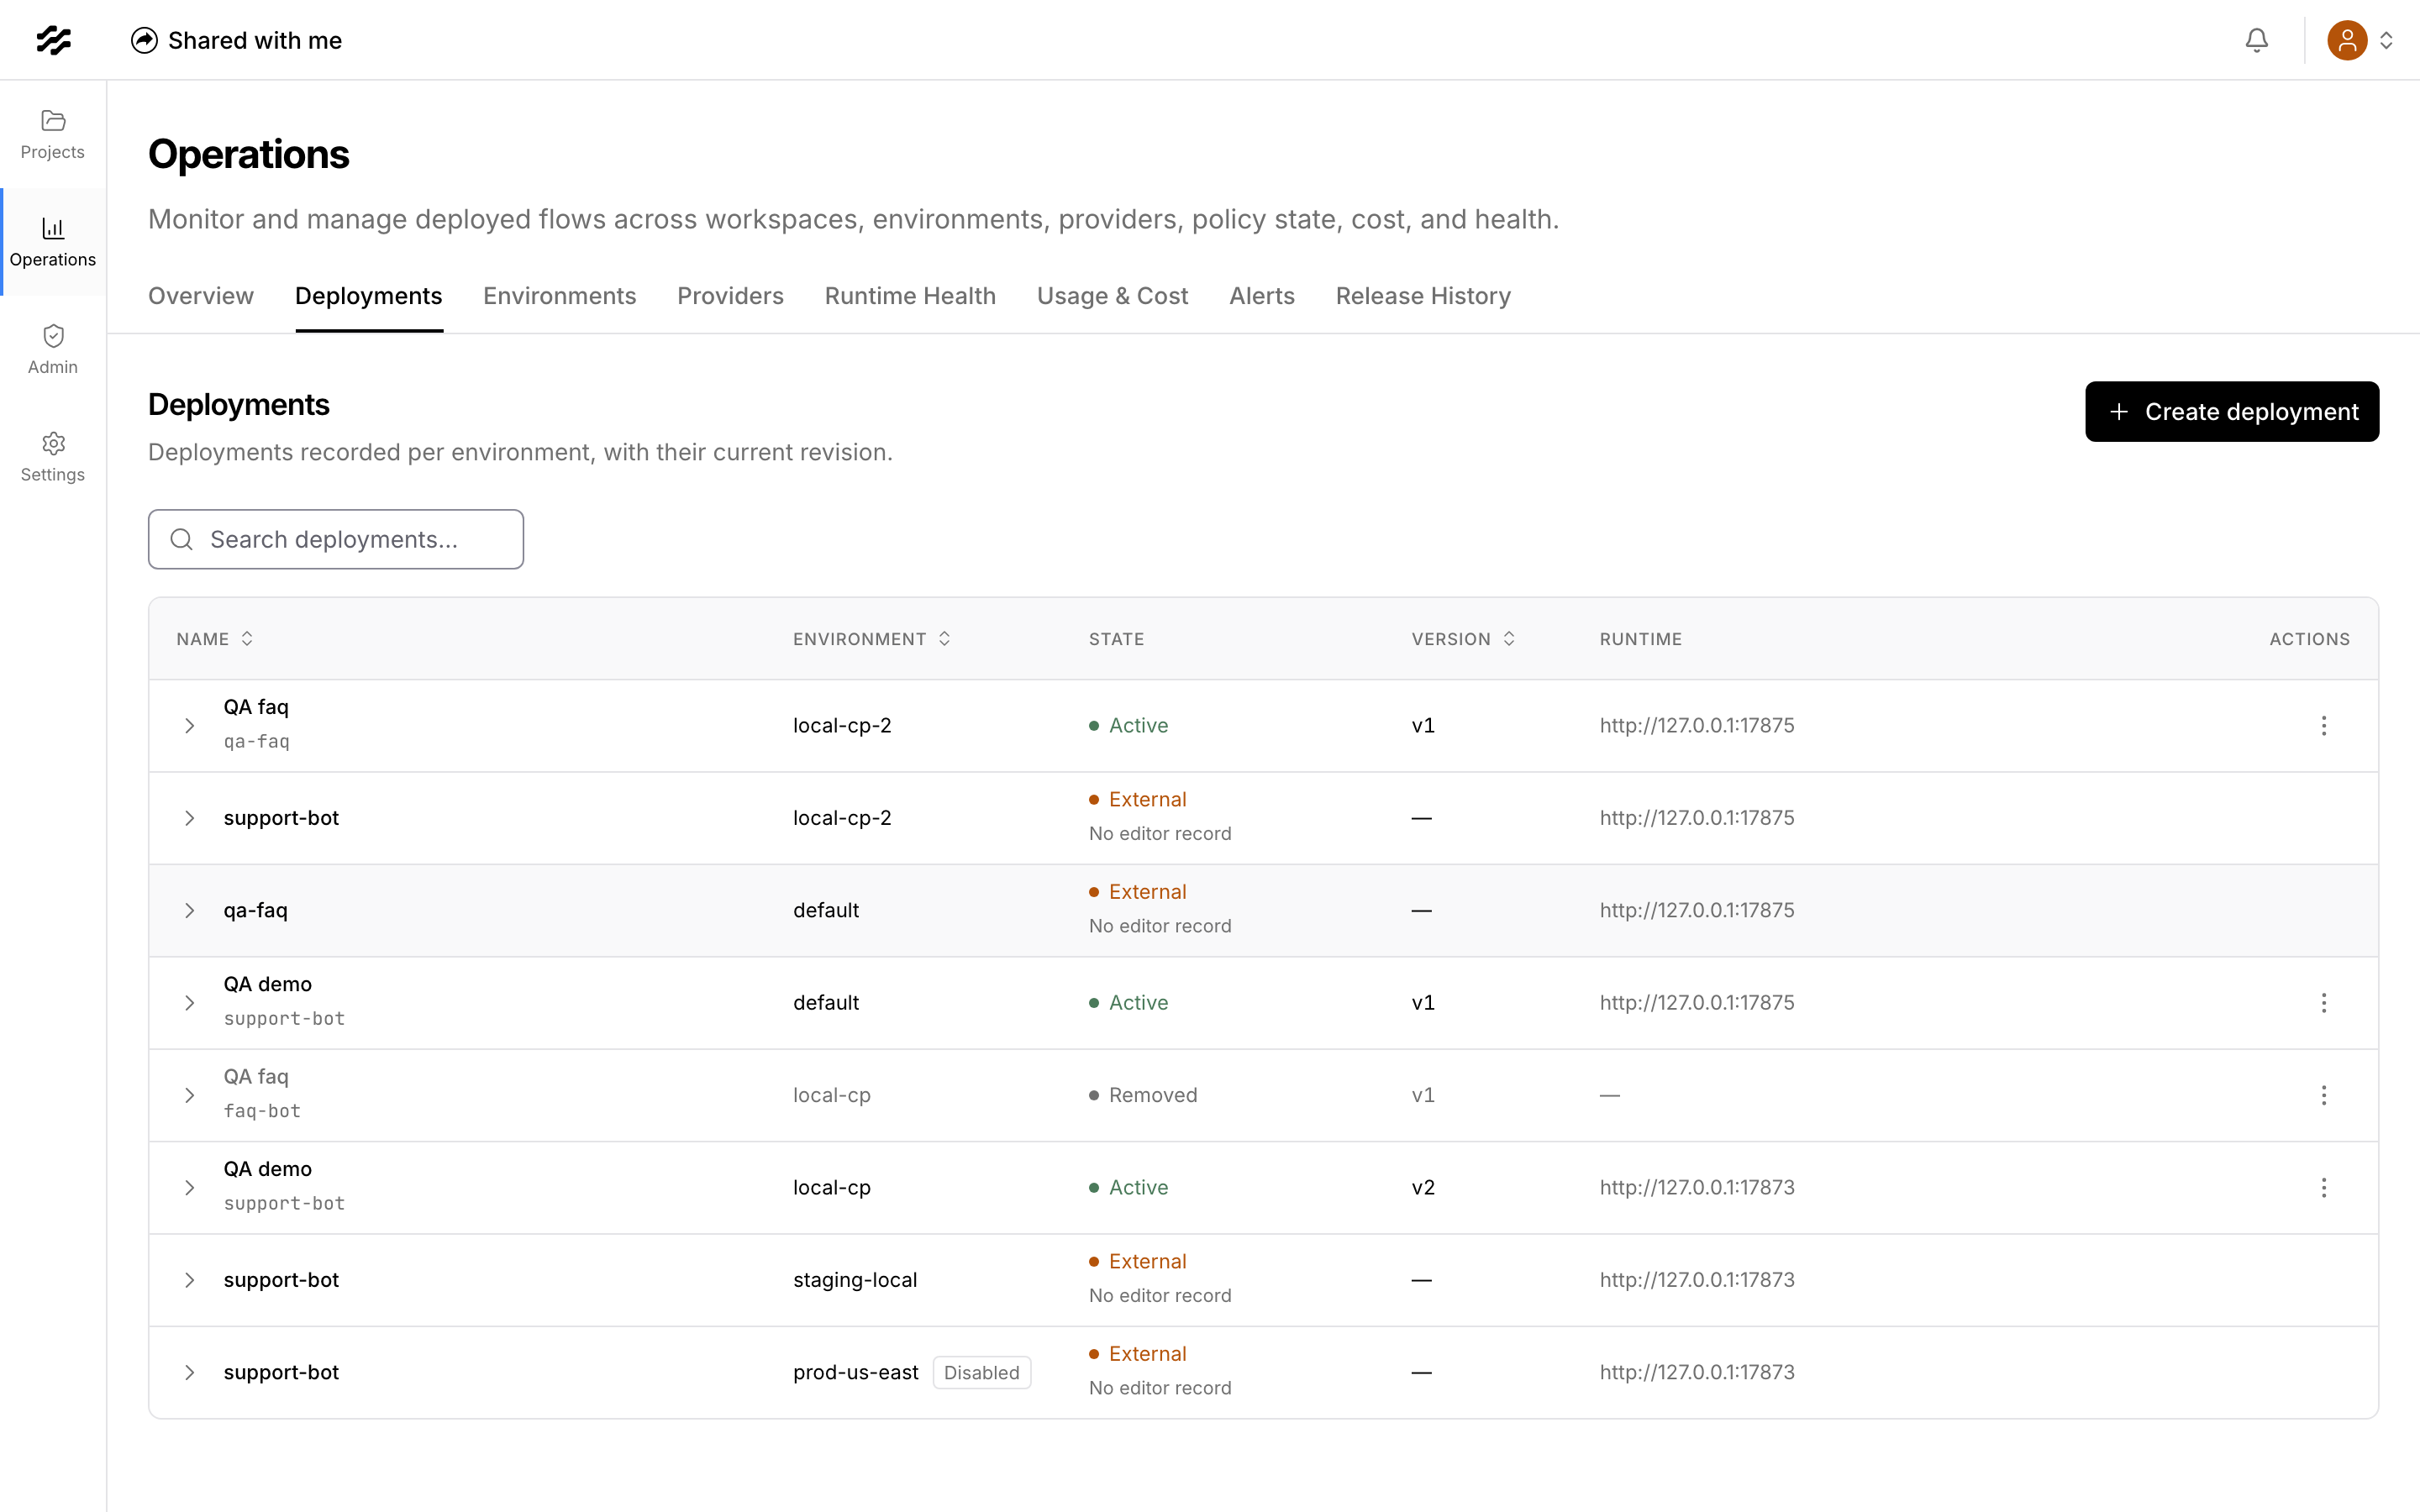 Shared with me
Projects
Operations
Admin
Settings
Operations
Monitor and manage deployed flows across workspaces, environments, providers, policy state, cost, and health.
Overview Deployments Environments Providers Runtime Health Usage & Cost Alerts Release History
Deployments
Deployments recorded per environment, with their current revision.
+ Create deployment
Search deployments...
NAME ENVIRONMENT STATE VERSION RUNTIME ACTIONS
QA faq
qa-faq
local-cp-2 Active v1 http://127.0.0.1:17875
support-bot local-cp-2 External — http://127.0.0.1:17875
No editor record
qa-faq default External — http://127.0.0.1:17875
No editor record
QA demo
support-bot
default Active v1 http://127.0.0.1:17875
QA faq
faq-bot
local-cp Removed v1 —
QA demo
support-bot
local-cp Active v2 http://127.0.0.1:17873
support-bot staging-local External — http://127.0.0.1:17873
No editor record
support-bot prod-us-east Disabled External — http://127.0.0.1:17873
No editor record